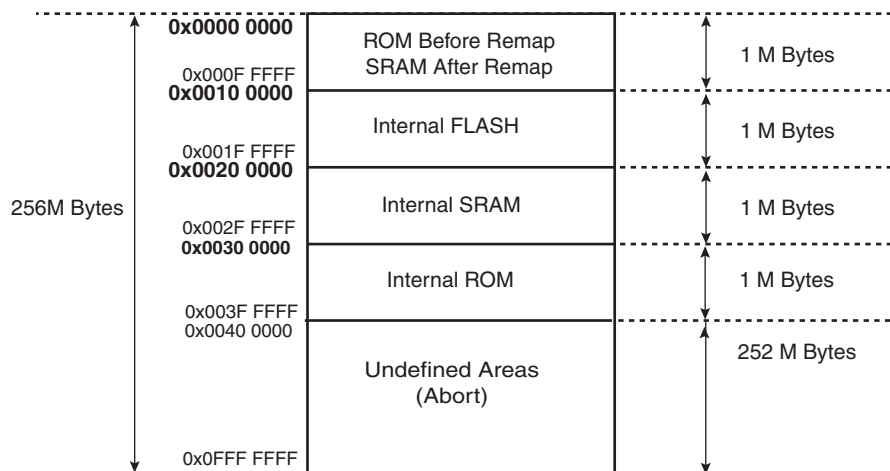 0x0000 0000
ROM Before Remap
SRAM After Remap
1 M Bytes
0x000F FFFF
0x0010 0000
Internal FLASH
1 M Bytes
0x001F FFFF
0x0020 0000
256M Bytes
Internal SRAM
1 M Bytes
0x002F FFFF
0x0030 0000
Internal ROM
1 M Bytes
0x003F FFFF
0x0040 0000
252 M Bytes
Undefined Areas
(Abort)
0x0FFF FFFF